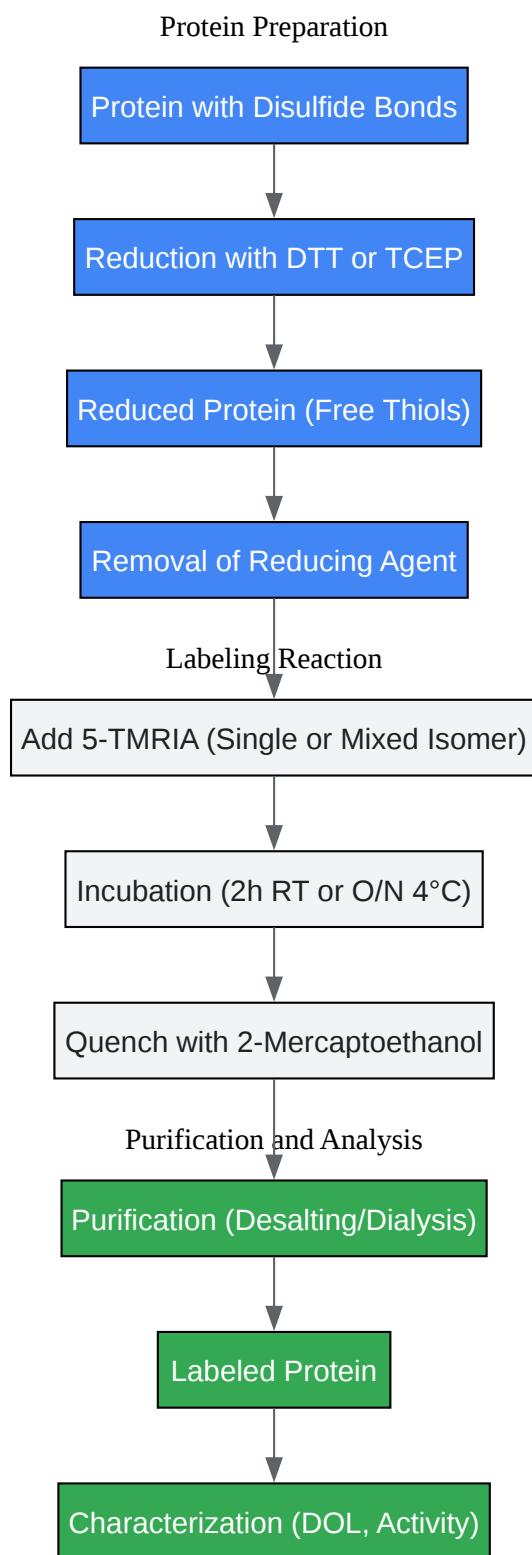 Protein Preparation
Protein with Disulfide Bonds
Reduction with DTT or TCEP
Reduced Protein (Free Thiols)
Removal of Reducing Agent
Labeling Reaction
Add 5-TMRIA (Single or Mixed Isomer)
Incubation (2h RT or O/N 4°C)
Quench with 2-Mercaptoethanol
Purification and Analysis
Purification (Desalting/Dialysis)
Labeled Protein
Characterization (DOL, Activity)